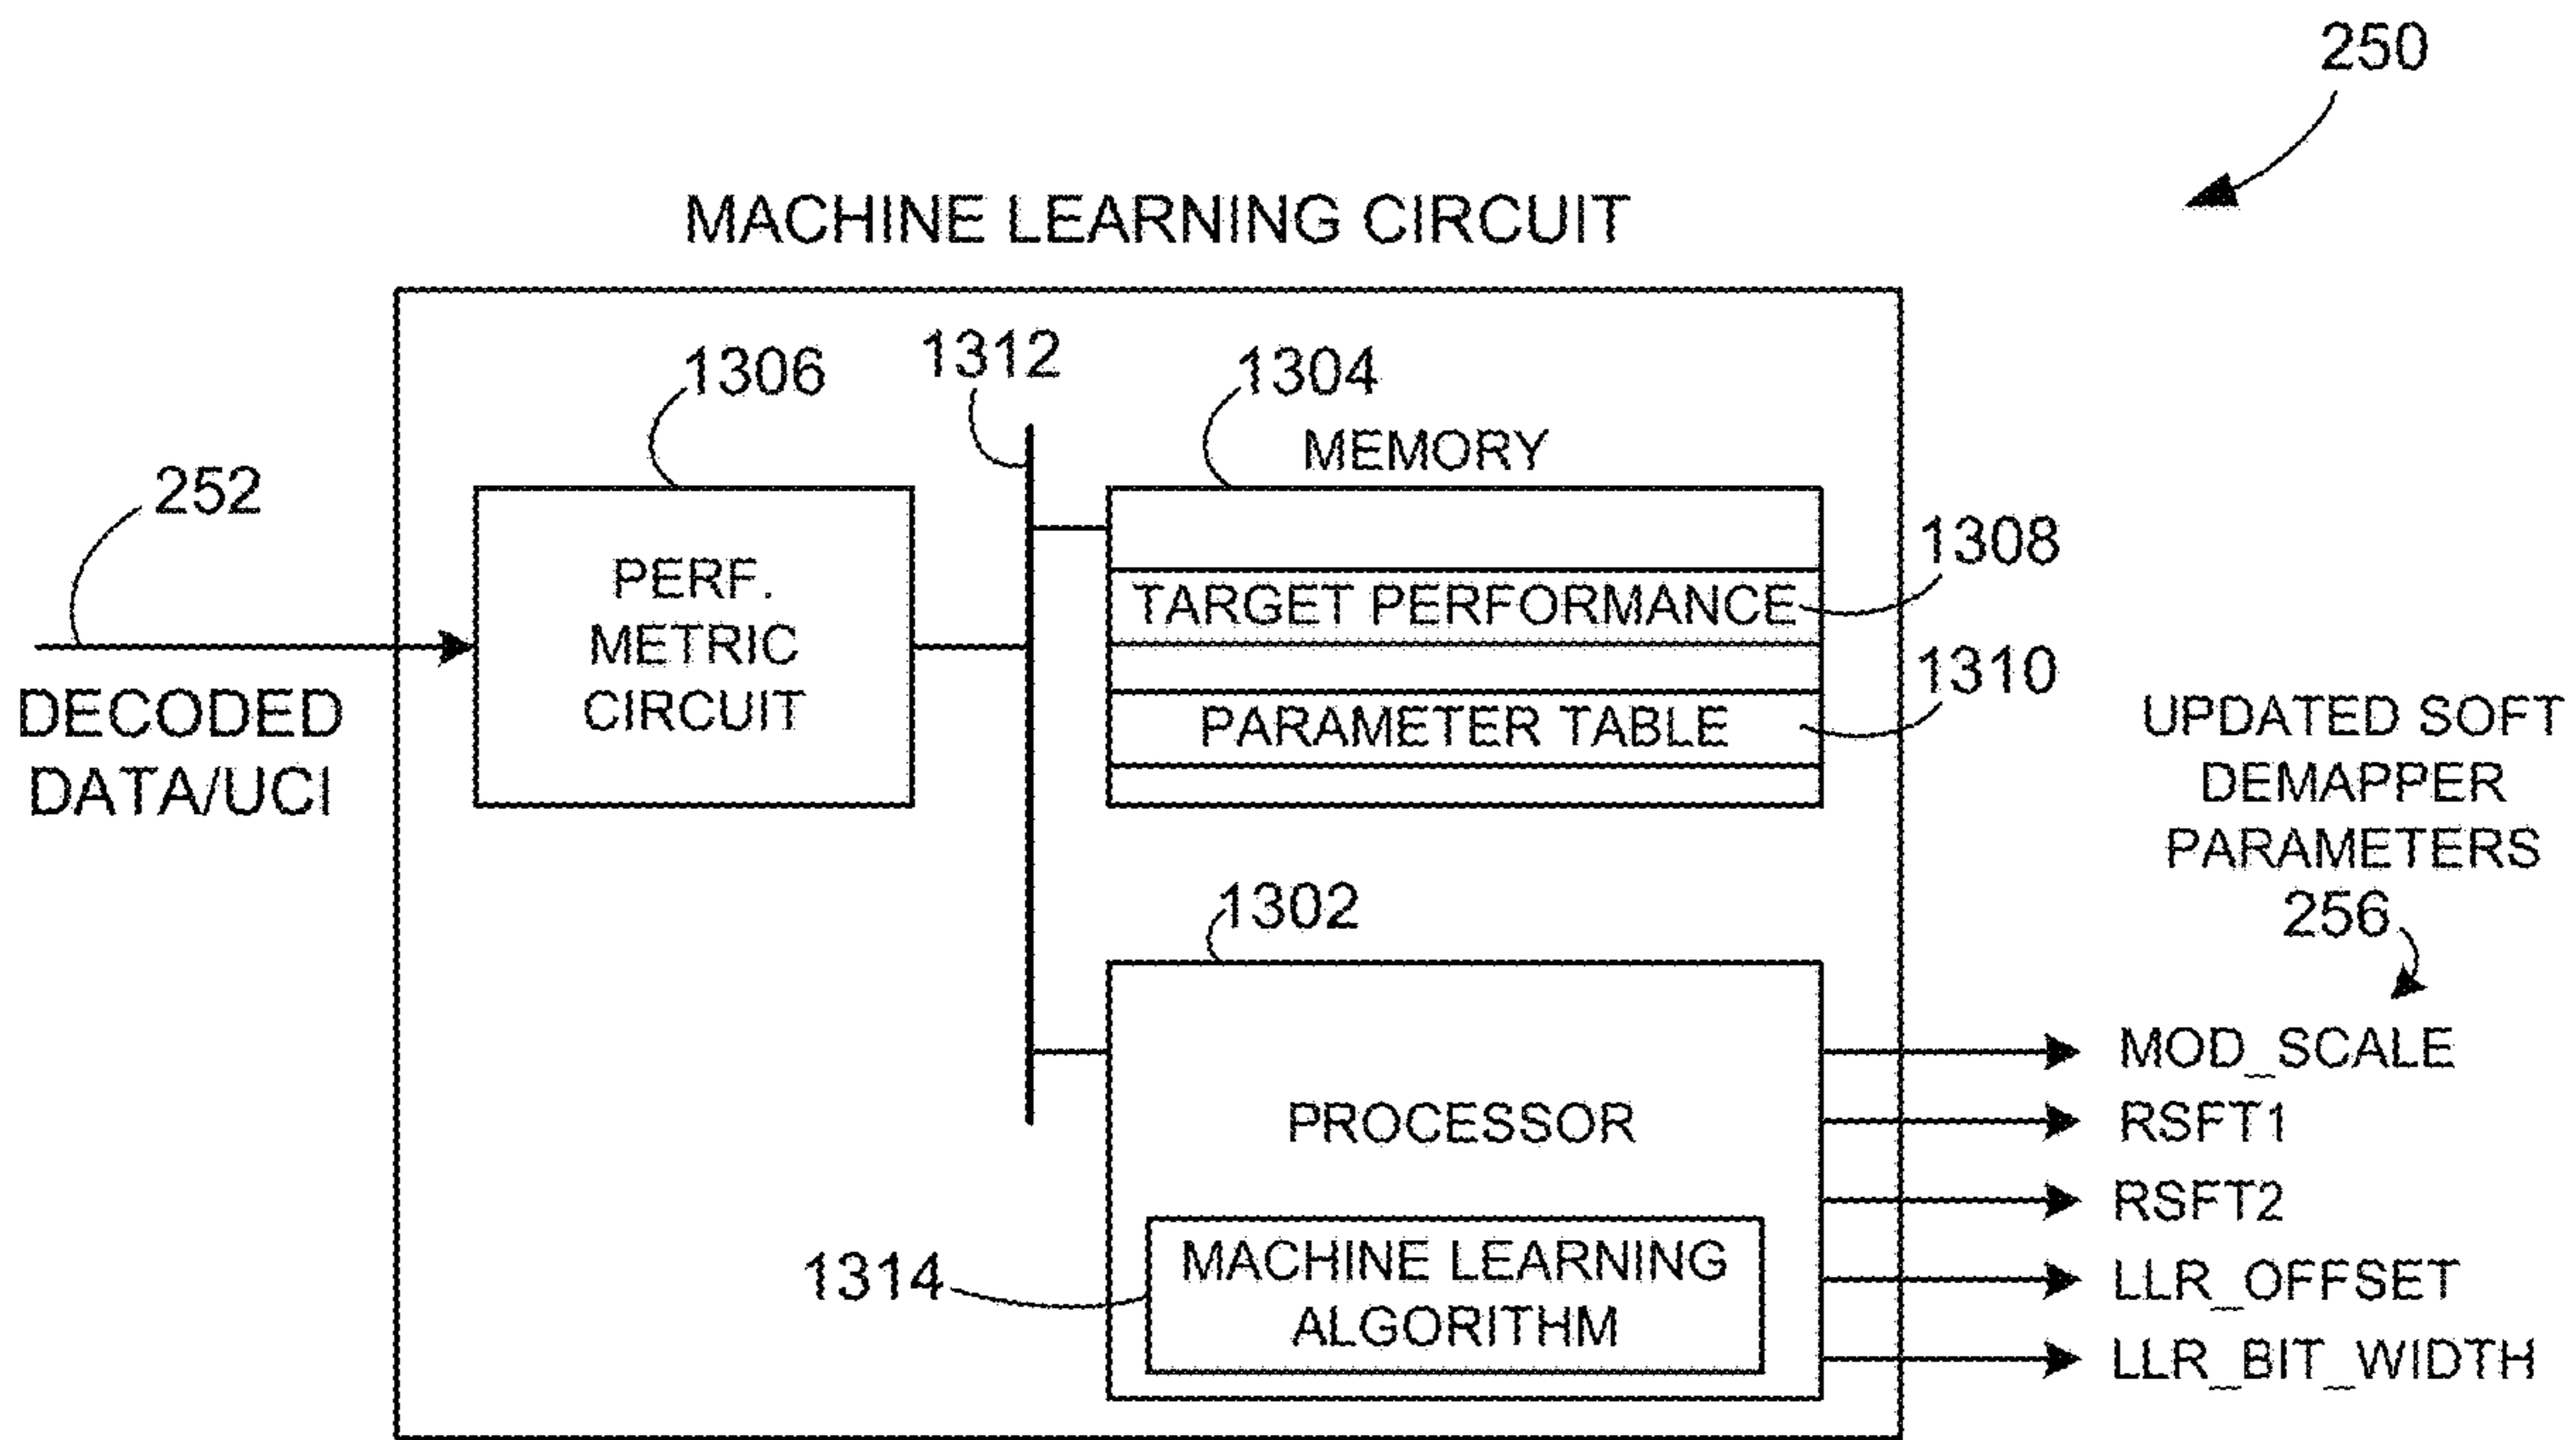 250
MACHINE LEARNING CIRCUIT
1306
1312
1304
MEMORY
252
PERF.
METRIC
CIRCUIT
DECODED
DATA/UCI
TARGET PERFORMANCE
1308
PARAMETER TABLE
1310
UPDATED SOFT
DEMAPPER
PARAMETERS
256
1302
PROCESSOR
1314
MACHINE LEARNING
ALGORITHM
MOD_SCALE
RSFT1
RSFT2
LLR_OFFSET
LLR_BIT_WIDTH